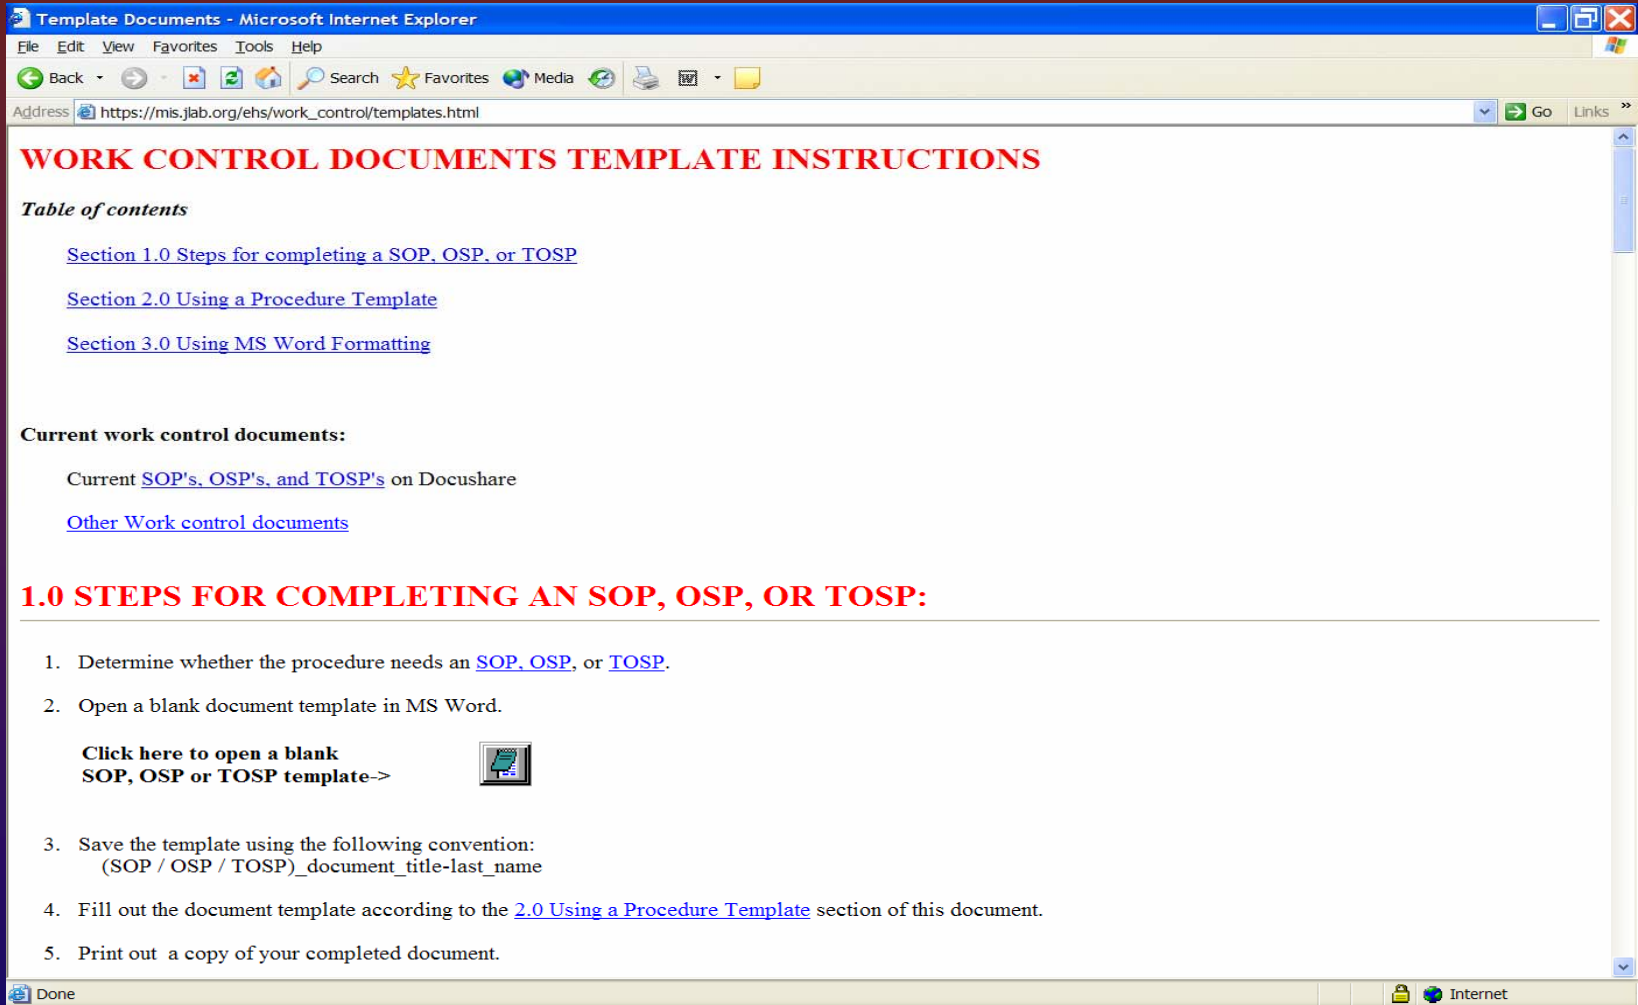 Template Documents - Microsoft Internet Explorer
File Edit View Favorites Tools Help
Back Search Favorites Media
Address https://mis.jlab.org/ehs/work_control/templates.html Go Links »
WORK CONTROL DOCUMENTS TEMPLATE INSTRUCTIONS
Table of contents
Section 1.0 Steps for completing a SOP, OSP, or TOSP
Section 2.0 Using a Procedure Template
Section 3.0 Using MS Word Formatting
Current work control documents:
Current SOP's, OSP's, and TOSP's on Docushare
Other Work control documents
1.0 STEPS FOR COMPLETING AN SOP, OSP, OR TOSP:
1. Determine whether the procedure needs an SOP, OSP, or TOSP.
2. Open a blank document template in MS Word.
Click here to open a blank
SOP, OSP or TOSP template->
3. Save the template using the following convention:
(SOP / OSP / TOSP)_document_title-last_name
4. Fill out the document template according to the 2.0 Using a Procedure Template section of this document.
5. Print out  a copy of your completed document.
Done Internet